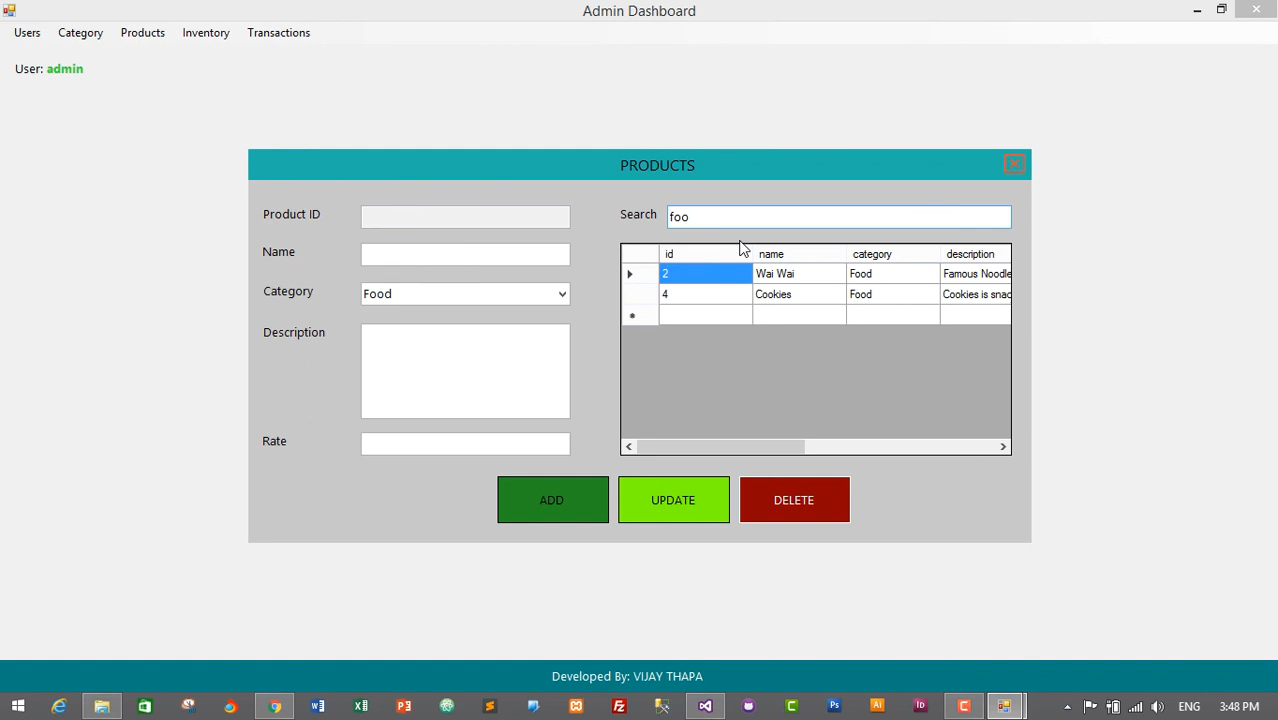 Admin Dashboard
Users Category Products Inventory Transactions
User: admin
PRODUCTS
Product ID
Search foo
Name
id name category description
2 Wai Wai Food Famous Noodle
4 Cookies Food Cookies is snac
Category Food
Description
Rate
ADD UPDATE DELETE
Developed By: VIJAY THAPA
ENG 3:48 PM